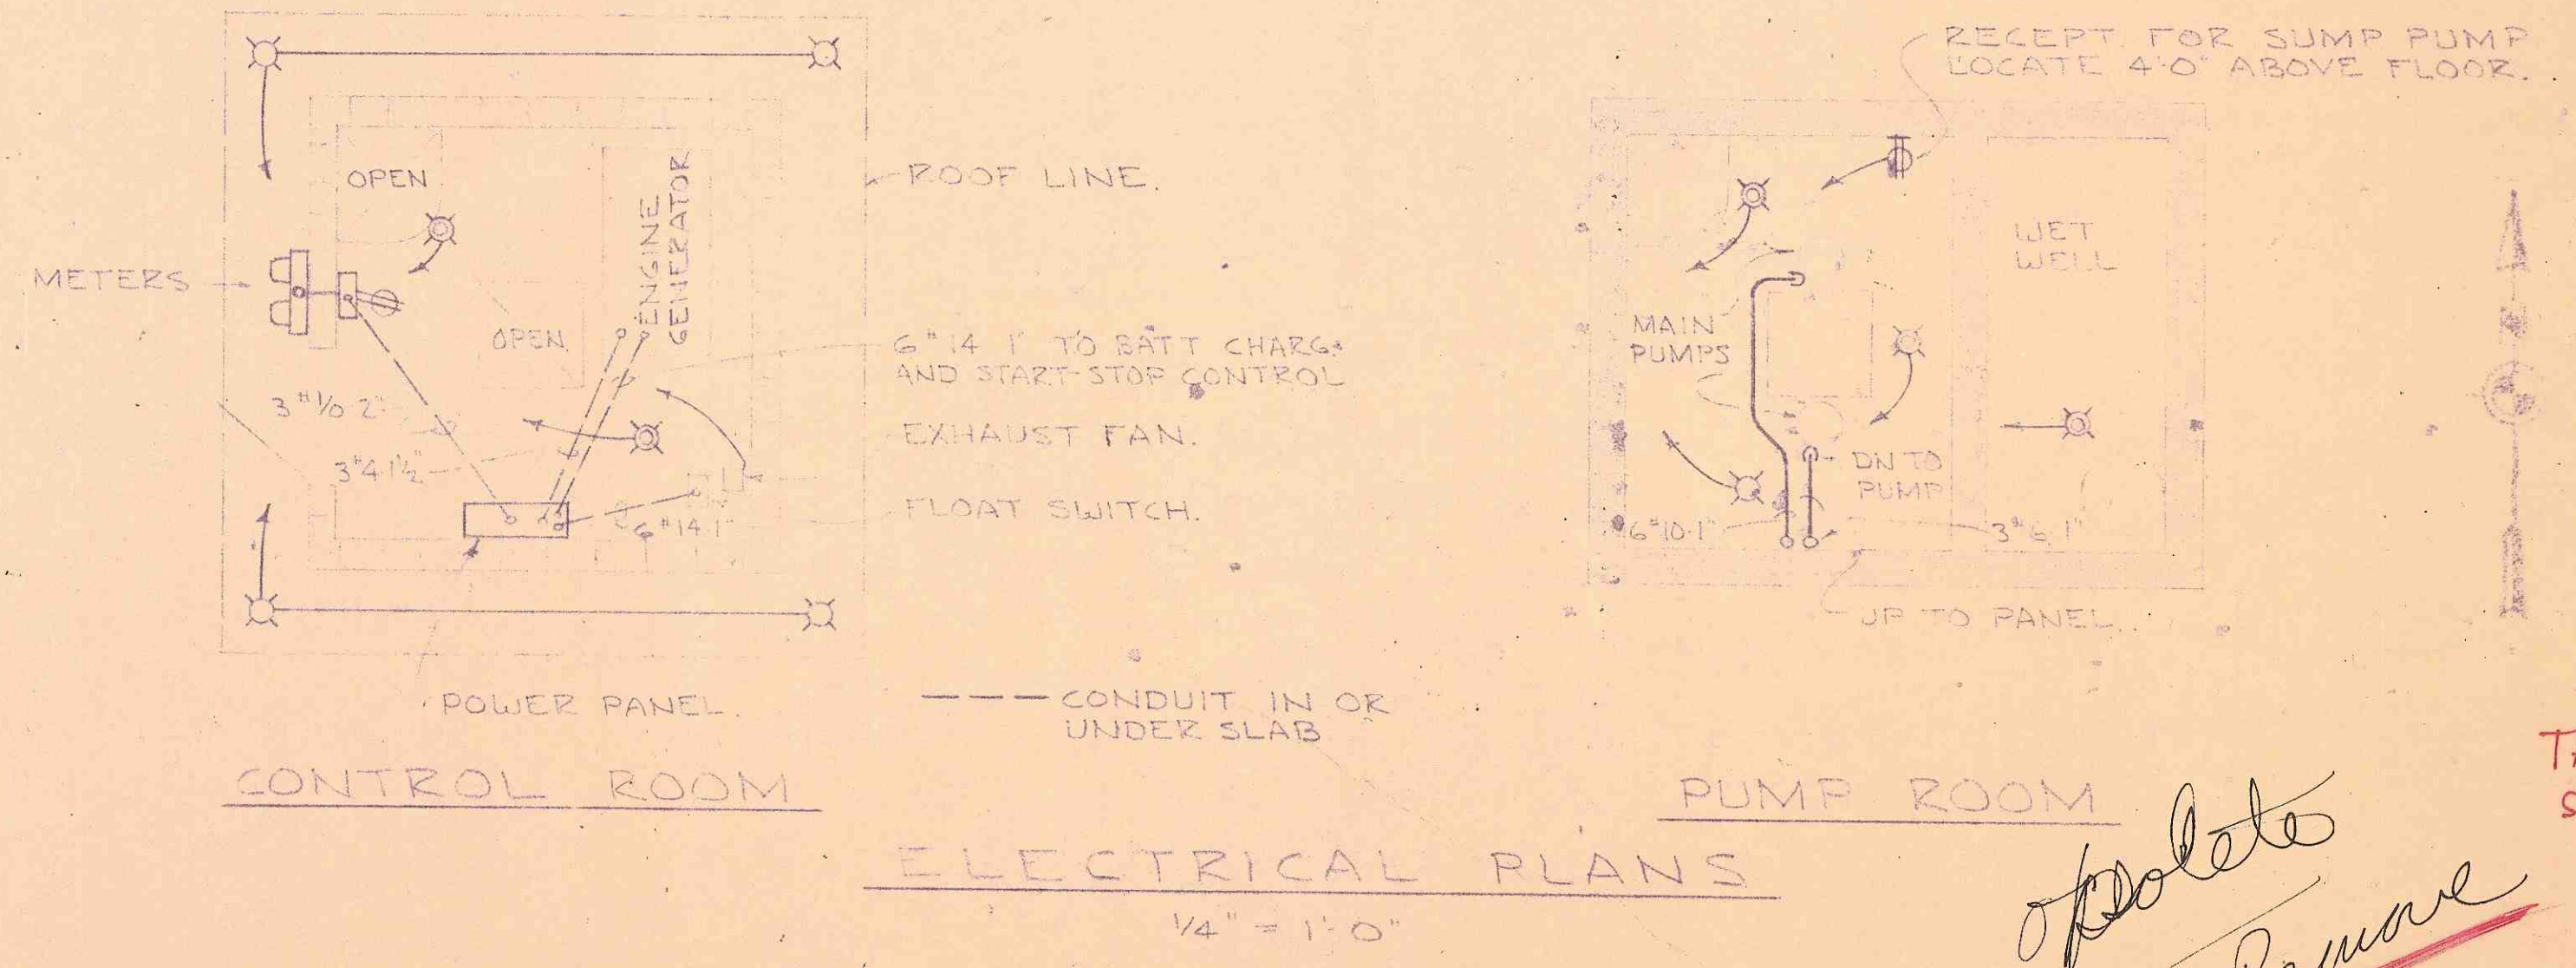 RECEPT. FOR SUMP PUMP
LOCATE 4'-0" ABOVE FLOOR.
OPEN
ENGINE
GENERATOR
ROOF LINE.
METERS
OPEN
WET
WELL
MAIN
PUMPS
N
6 #14 1" TO BATT CHARG.
AND START-STOP CONTROL
3 #1/0 2"
EXHAUST FAN.
3 #4 1½"
DN TO
PUMP
FLOAT SWITCH.
6 #14 1"
6 #10-1"
3 #6 1"
UP TO PANEL.
POWER PANEL.
--- CONDUIT IN OR
UNDER SLAB
CONTROL ROOM
PUMP ROOM
ELECTRICAL PLANS
1/4" = 1'-0"
obsolete
Remove